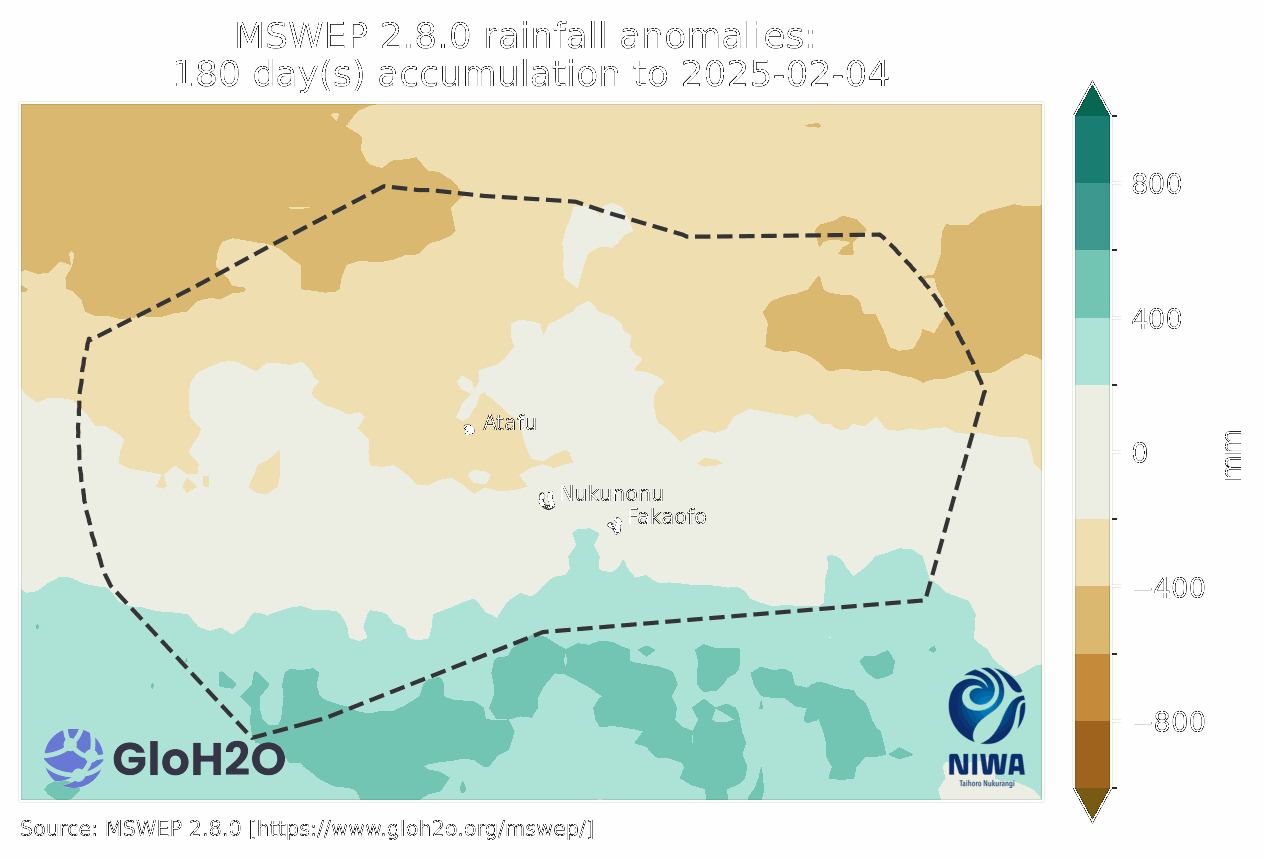 MSWEP 2.8.0 rainfall anomalies:
180 day(s) accumulation to 2025-02-04
800
400
0
−400
−800
mm
Atafu
Nukunonu
Fakaofo
GloH2O
NIWA
Taihoro Nukurangi
Source: MSWEP 2.8.0 [https://www.gloh2o.org/mswep/]